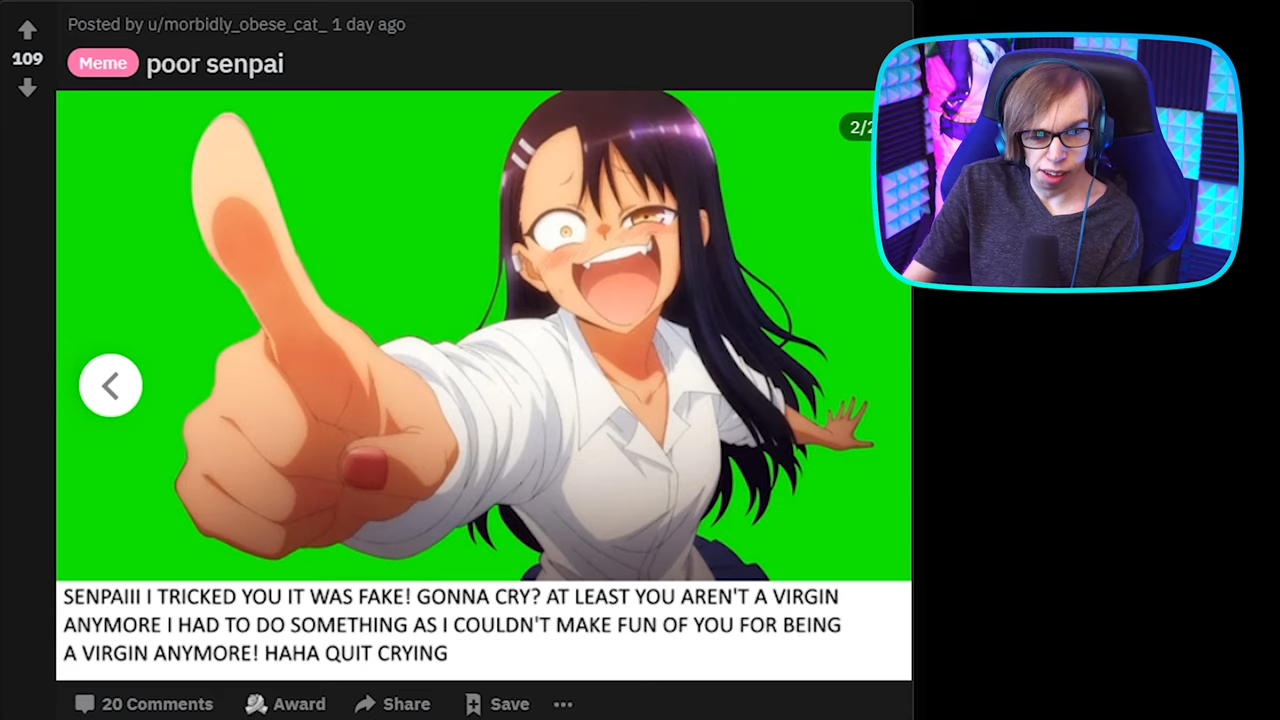 Posted by u/morbidly_obese_cat_ 1 day ago
109
Meme poor senpai
2/2
SENPAIII I TRICKED YOU IT WAS FAKE! GONNA CRY? AT LEAST YOU AREN'T A VIRGIN
ANYMORE I HAD TO DO SOMETHING AS I COULDN'T MAKE FUN OF YOU FOR BEING
A VIRGIN ANYMORE! HAHA QUIT CRYING
20 Comments Award Share Save